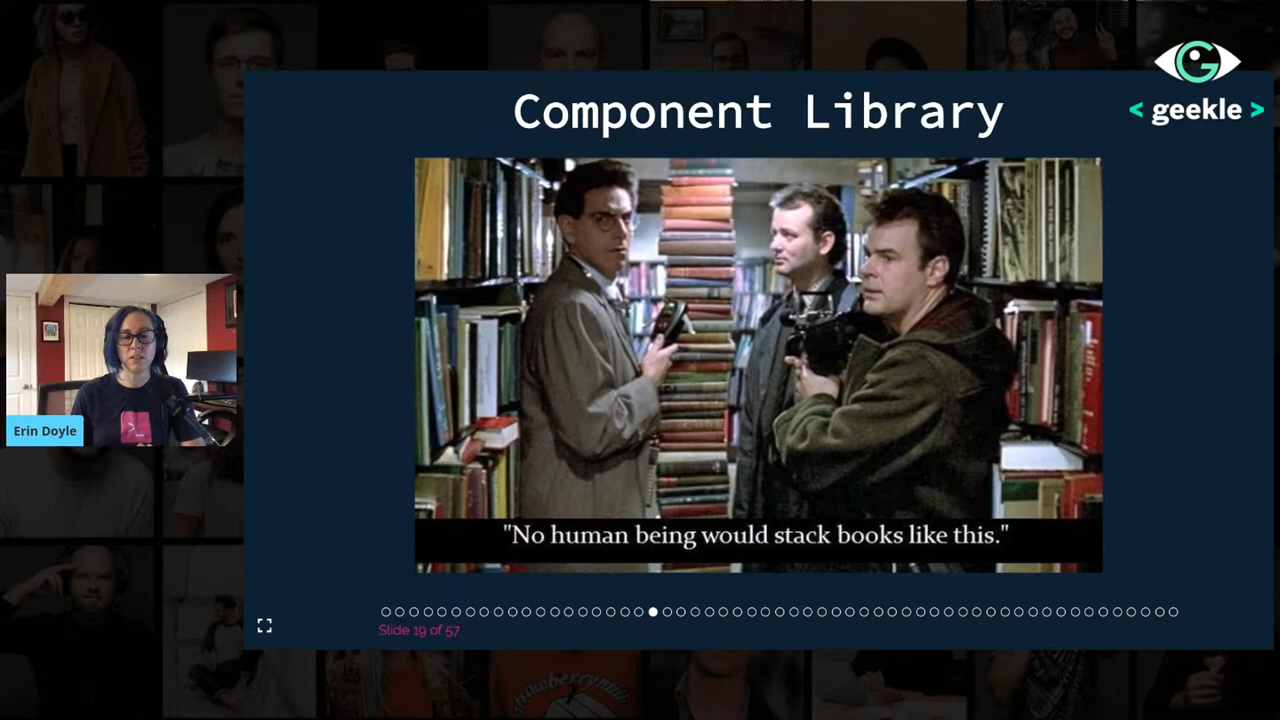 Component Library
< geekle >
Erin Doyle
"No human being would stack books like this."
Slide 19 of 57